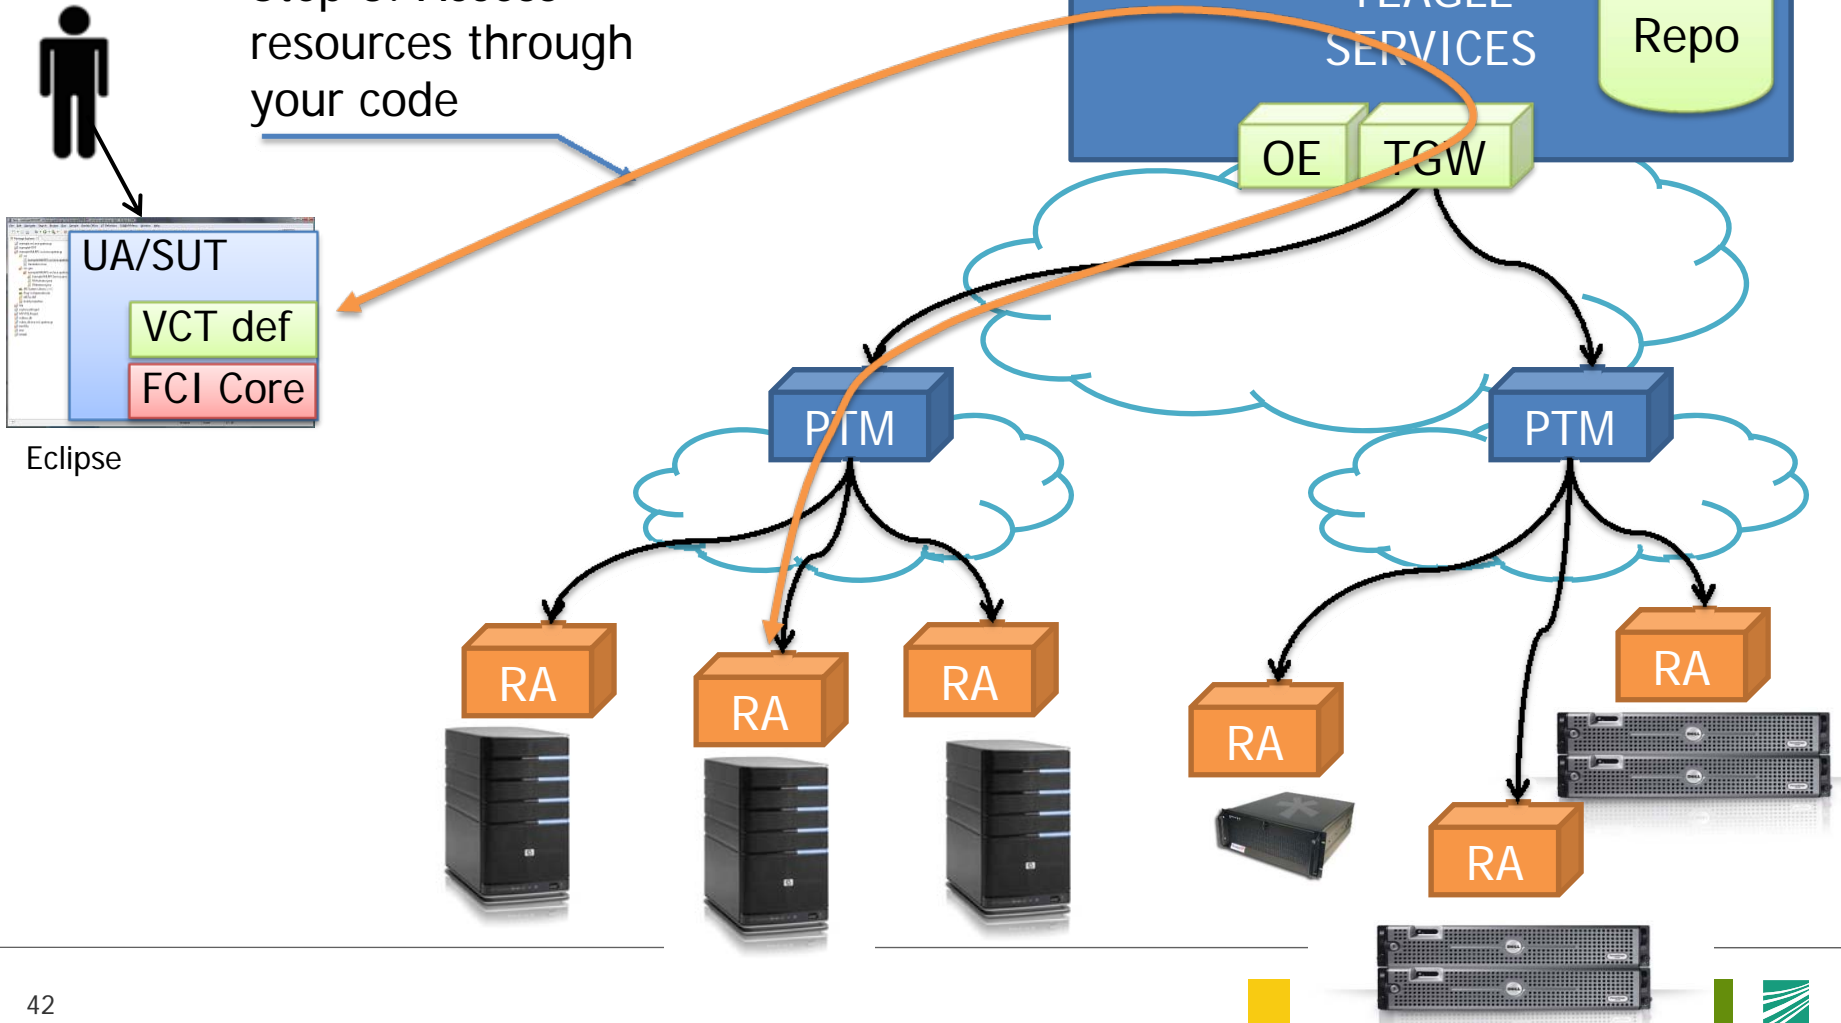 resources through
your code
SERVICES
Repo
OE
TGW
UA/SUT
VCT def
FCI Core
Eclipse
PTM
PTM
RA
RA
RA
RA
RA
RA
42